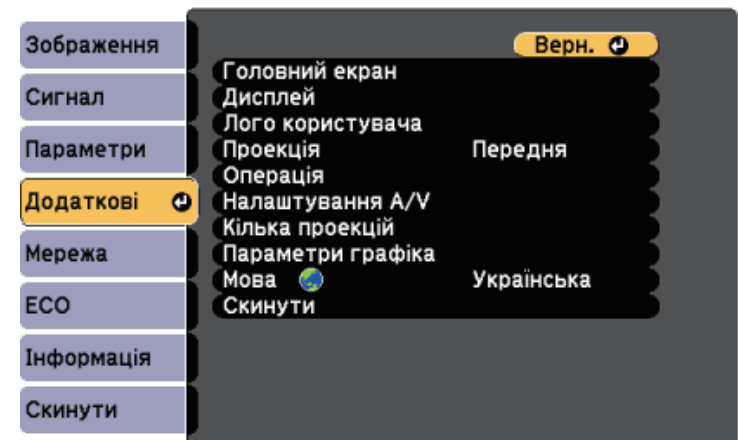 Зображення
Сигнал
Параметри
Додаткові
Мережа
ECO
Інформація
Скинути
Верн.
Головний екран
Дисплей
Лого користувача
Проекція Передня
Операція
Налаштування A/V
Кілька проекцій
Параметри графіка
Мова Українська
Скинути